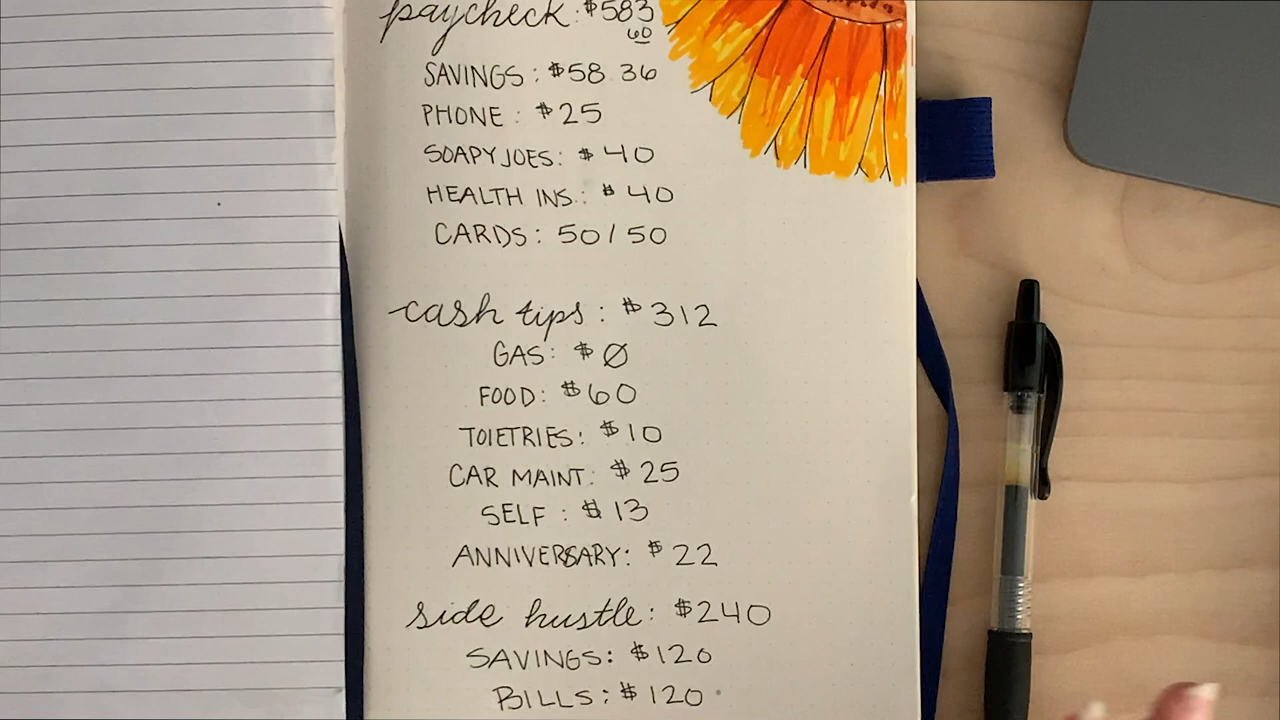 paycheck: $583 60
SAVINGS: $58.36
PHONE: $25
SOAPY JOES: $40
HEALTH INS.: $40
CARDS: 50/50
cash tips: $312
GAS: $0
FOOD: $60
TOIETRIES: $10
CAR MAINT: $25
SELF: $13
ANNIVERSARY: $22
side hustle: $240
SAVINGS: $120
BILLS: $120